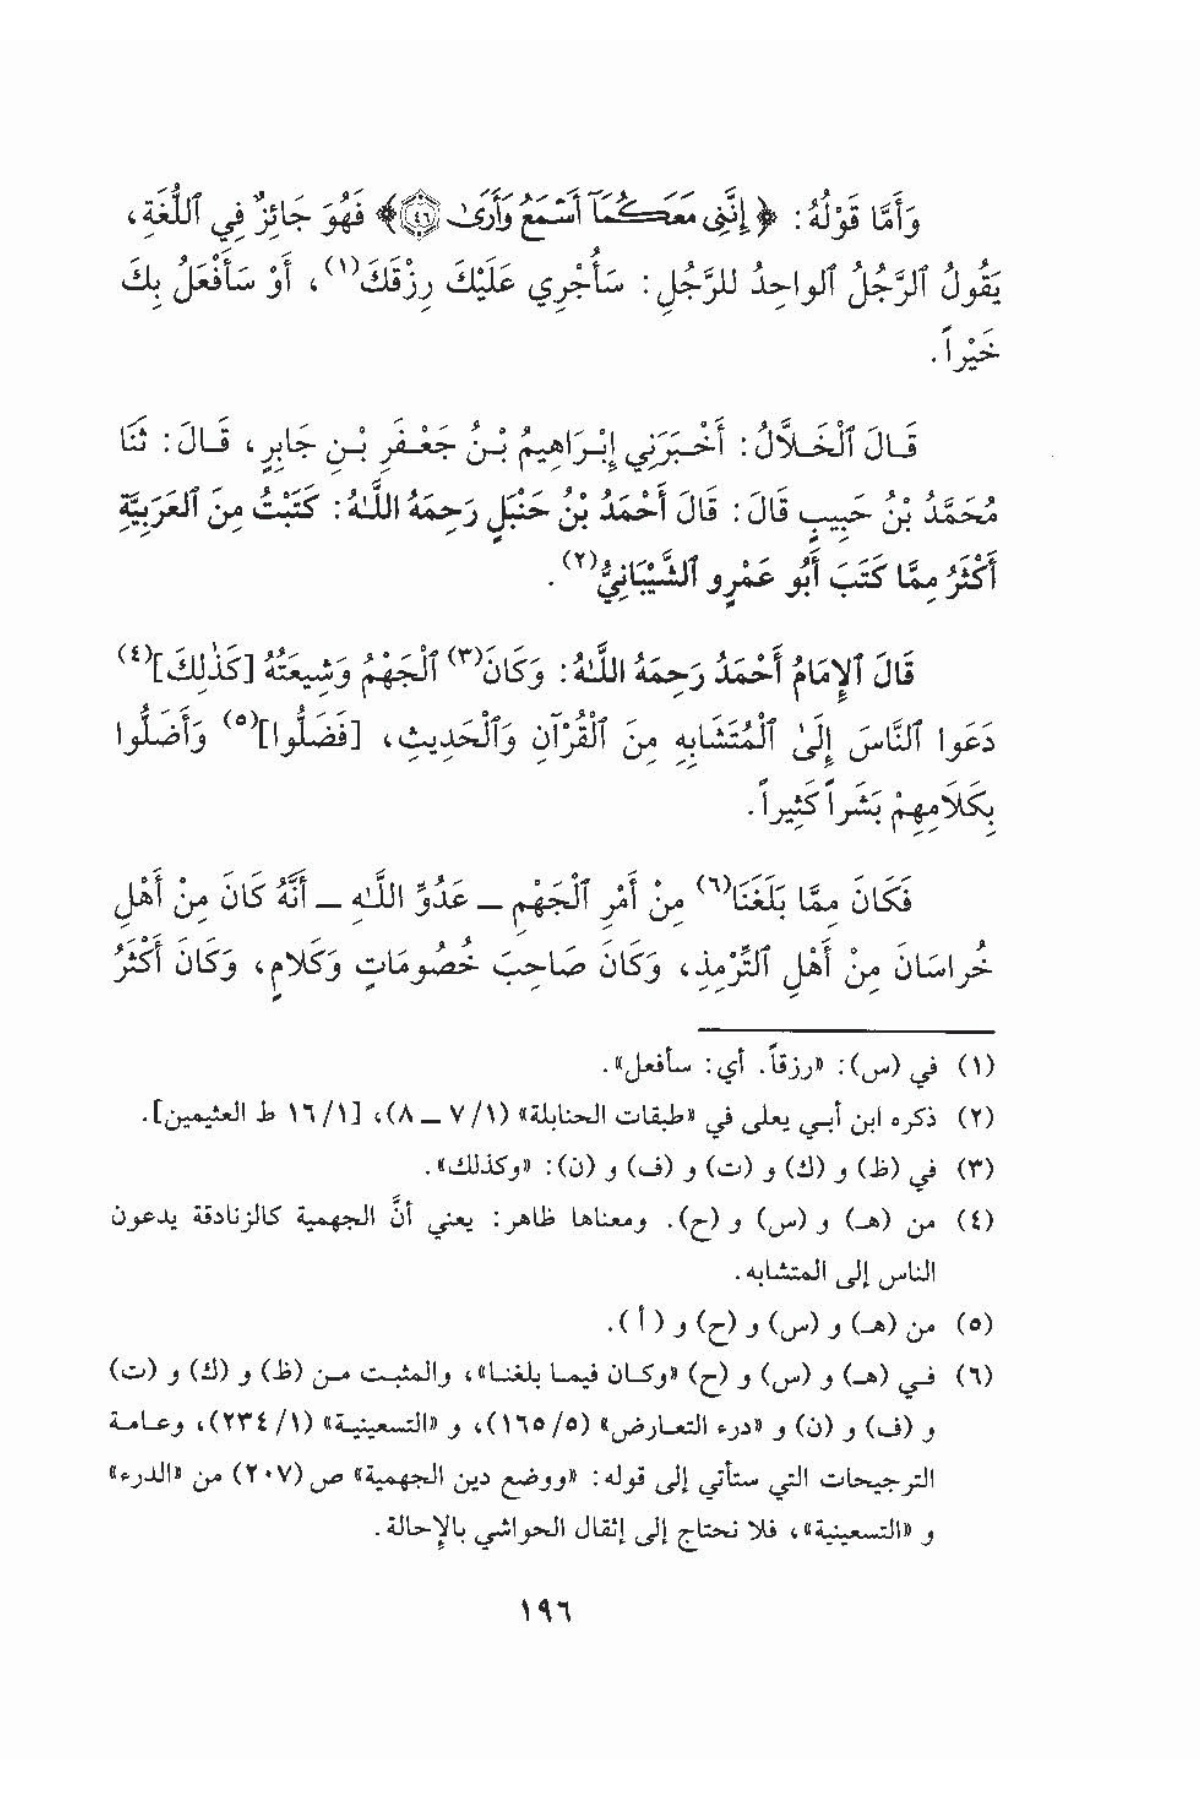 وَأَمَّا قَوْلُهُ: ﴿إِنَّنِي مَعَكُمَآ أَسْمَعُ وَأَرَىٰ ٤٦﴾ فَهُوَ جَائِزٌ فِي ٱللُّغَةِ،
يَقُولُ ٱلرَّجُلُ ٱلواحِدُ للرَّجُلِ: سَأُجْرِي عَلَيْكَ رِزْقَكَ(١)، أَوْ سَأَفْعَلُ بِكَ
خَيْراً.
قَالَ ٱلْخَلَّالُ: أَخْبَرَنِي إِبْرَاهِيمُ بْنُ جَعْفَرِ بْنِ جَابِرٍ، قَالَ: ثَنَا
مُحَمَّدُ بْنُ حَبِيبٍ قَالَ: قَالَ أَحْمَدُ بْنُ حَنْبَلٍ رَحِمَهُ اللَّهُ: كَتَبْتُ مِنَ ٱلعَرَبِيَّةِ
أَكْثَرُ مِمَّا كَتَبَ أَبُو عَمْرٍو ٱلشَّيْبَانِيُّ(٢).
قَالَ ٱلإِمَامُ أَحْمَدُ رَحِمَهُ اللَّهُ: وَكَانَ(٣) ٱلْجَهْمُ وَشِيعَتُهُ [كَذٰلِكَ](٤)
دَعَوا ٱلنَّاسَ إِلَىٰ ٱلْمُتَشَابِهِ مِنَ ٱلْقُرْآنِ وَٱلْحَدِيثِ، [فَضَلُّوا](٥) وَأَضَلُّوا
بِكَلَامِهِمْ بَشَراً كَثِيراً.
فَكَانَ مِمَّا بَلَغَنَا(٦) مِنْ أَمْرِ ٱلْجَهْمِ ـ عَدُوِّ اللَّهِ ـ أَنَّهُ كَانَ مِنْ أَهْلِ
خُراسَانَ مِنْ أَهْلِ ٱلتِّرْمِذِ، وَكَانَ صَاحِبَ خُصُومَاتٍ وَكَلامٍ، وَكَانَ أَكْثَرُ
(١) في (س): «رزقاً. أي: سأفعل».
(٢) ذكره ابن أبي يعلى في «طبقات الحنابلة» (١/ ٧ ـ ٨)، [١/ ١٦ ط العثيمين].
(٣) في (ظ) و (ك) و (ت) و (ف) و (ن): «وكذلك».
(٤) من (هـ) و (س) و (ح). ومعناها ظاهر: يعني أنَّ الجهمية كالزنادقة يدعون
الناس إلى المتشابه.
(٥) من (هـ) و (س) و (ح) و (أ).
(٦) في (هـ) و (س) و (ح) «وكان فيما بلغنا»، والمثبت من (ظ) و (ك) و (ت)
و (ف) و (ن) و «درء التعارض» (٥/ ١٦٥)، و «التسعينية» (١/ ٢٣٤)، وعامة
الترجيحات التي ستأتي إلى قوله: «ووضع دين الجهمية» ص (٢٠٧) من «الدرء»
و «التسعينية»، فلا نحتاج إلى إثقال الحواشي بالإحالة.
١٩٦